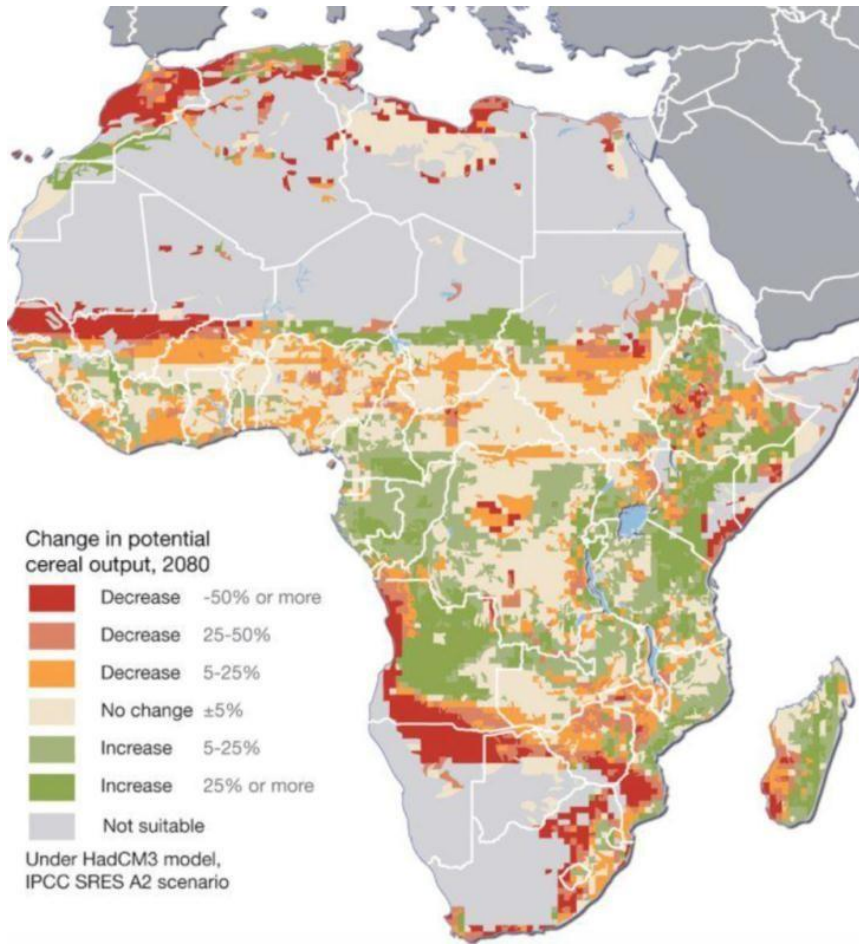 Change in potential
cereal output, 2080
Decrease -50% or more
Decrease 25-50%
Decrease 5-25%
No change ±5%
Increase 5-25%
Increase 25% or more
Not suitable
Under HadCM3 model,
IPCC SRES A2 scenario